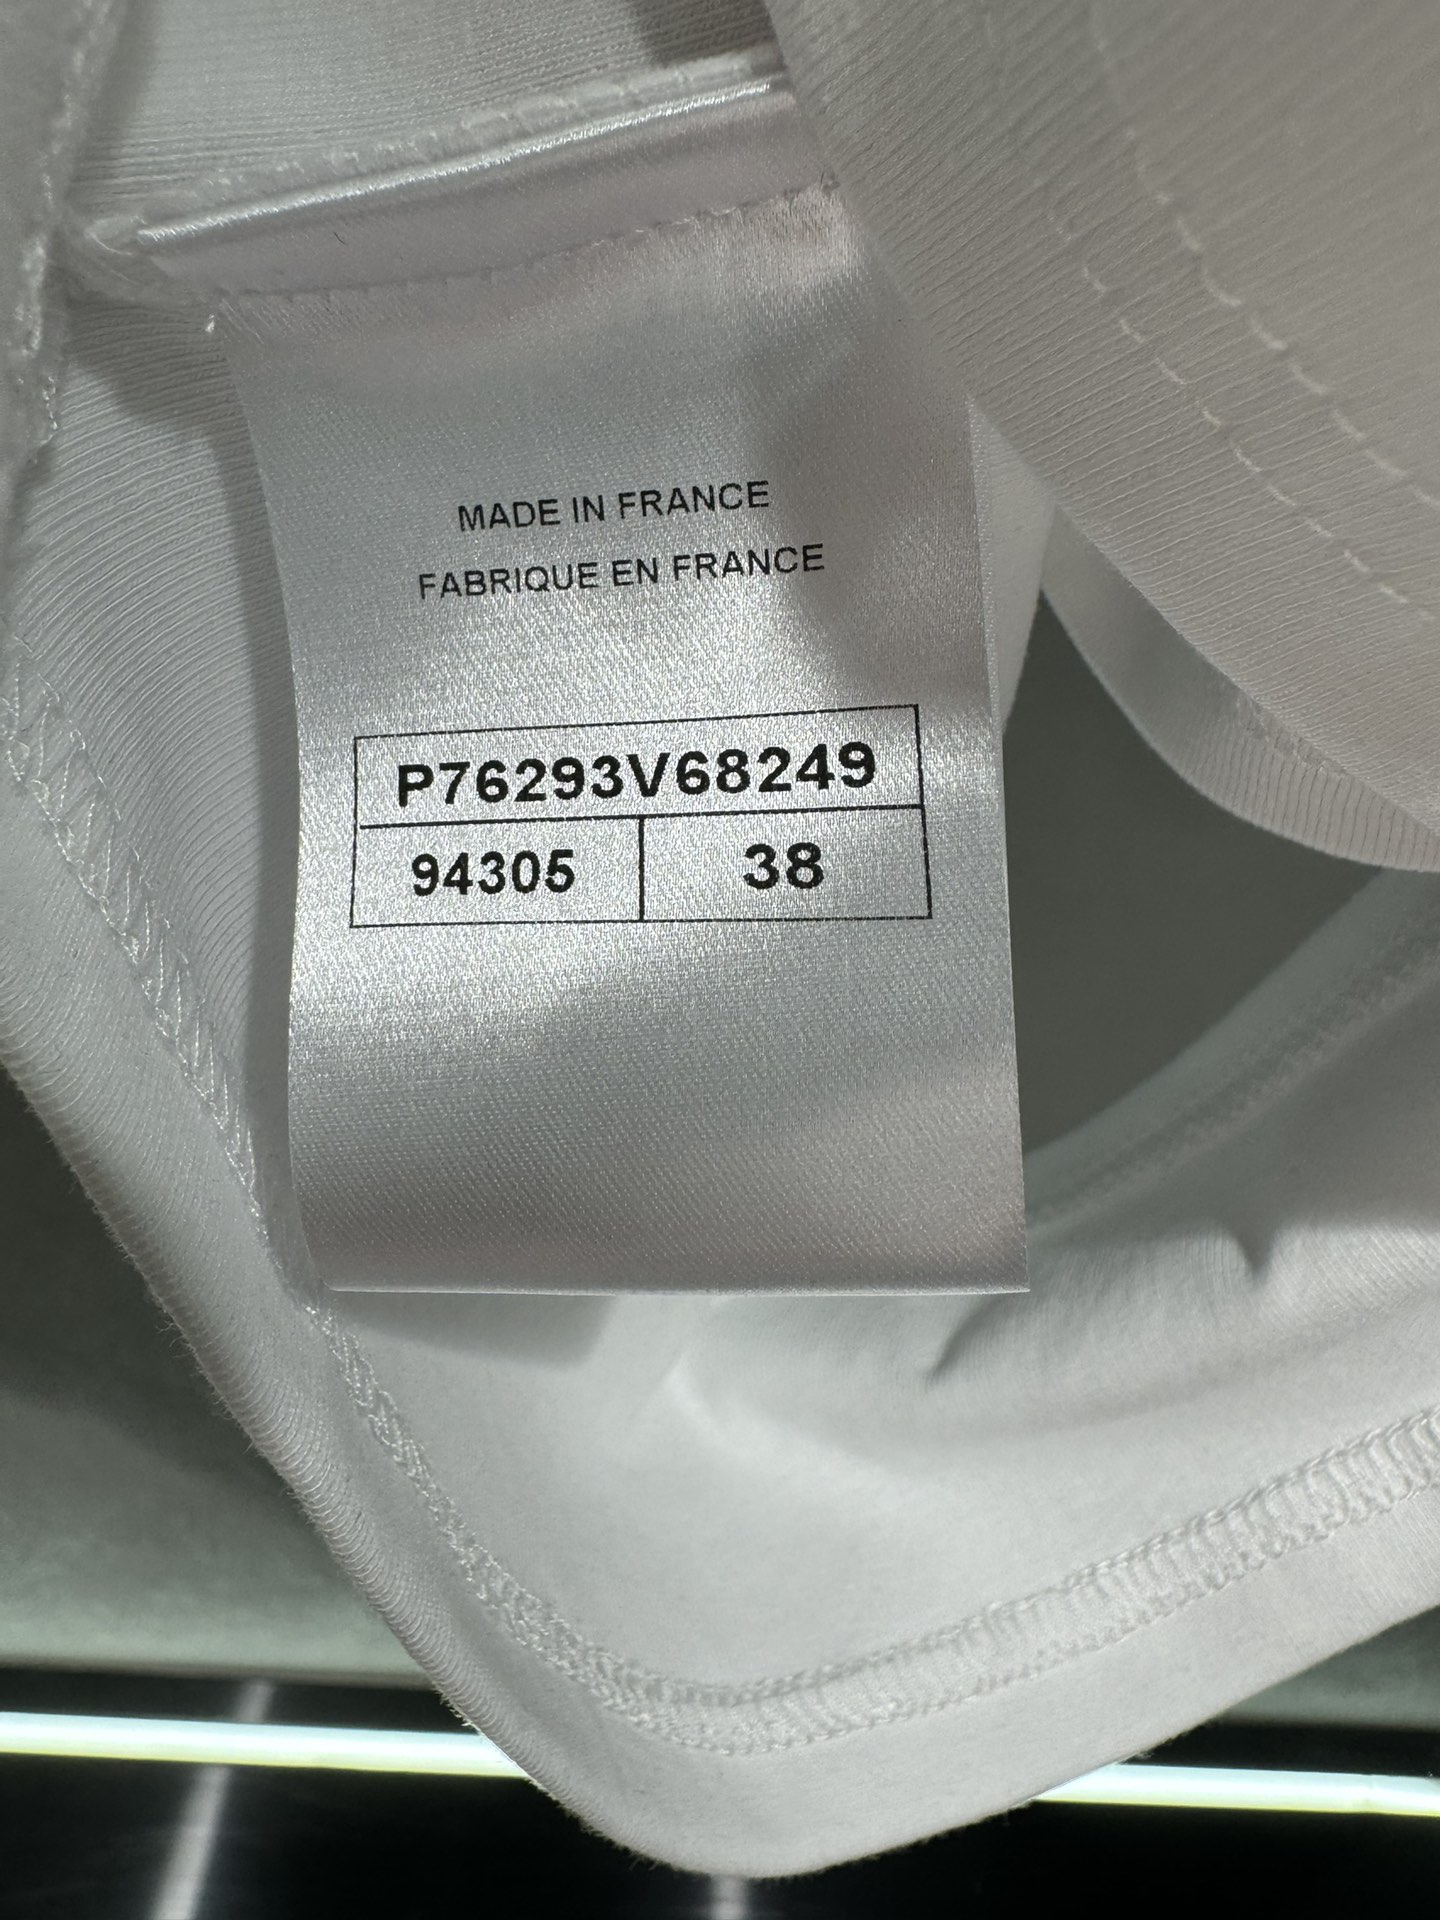 MADE IN FRANCE
FABRIQUE EN FRANCE
P76293V68249
94305 38